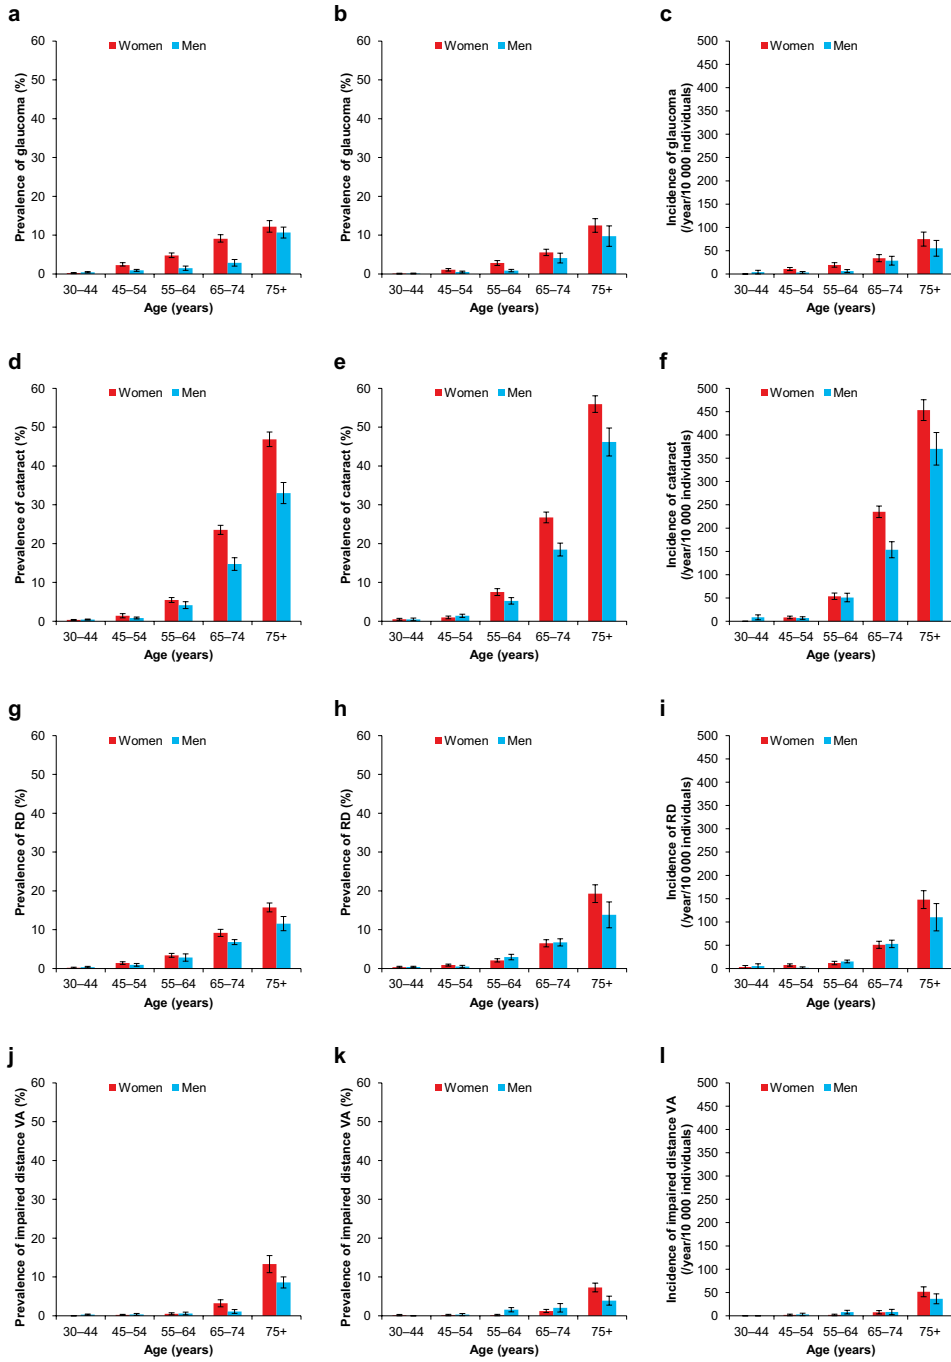 a
Prevalence of glaucoma (%)
Women Men
60
50
40
30
20
10
0
30–44 45–54 55–64 65–74 75+
Age (years)
b
Prevalence of glaucoma (%)
Women Men
60
50
40
30
20
10
0
30–44 45–54 55–64 65–74 75+
Age (years)
c
Incidence of glaucoma
(/year/10 000 individuals)
Women Men
500
450
400
350
300
250
200
150
100
50
0
30–44 45–54 55–64 65–74 75+
Age (years)
d
Prevalence of cataract (%)
Women Men
60
50
40
30
20
10
0
30–44 45–54 55–64 65–74 75+
Age (years)
e
Prevalence of cataract (%)
Women Men
60
50
40
30
20
10
0
30–44 45–54 55–64 65–74 75+
Age (years)
f
Incidence of cataract
(/year/10 000 individuals)
Women Men
500
450
400
350
300
250
200
150
100
50
0
30–44 45–54 55–64 65–74 75+
Age (years)
g
Prevalence of RD (%)
Women Men
60
50
40
30
20
10
0
30–44 45–54 55–64 65–74 75+
Age (years)
h
Prevalence of RD (%)
Women Men
60
50
40
30
20
10
0
30–44 45–54 55–64 65–74 75+
Age (years)
i
Incidence of RD
(/year/10 000 individuals)
Women Men
500
450
400
350
300
250
200
150
100
50
0
30–44 45–54 55–64 65–74 75+
Age (years)
j
Prevalence of impaired distance VA (%)
Women Men
60
50
40
30
20
10
0
30–44 45–54 55–64 65–74 75+
Age (years)
k
Prevalence of impaired distance VA (%)
Women Men
60
50
40
30
20
10
0
30–44 45–54 55–64 65–74 75+
Age (years)
l
Incidence of impaired distance VA
(/year/10 000 individuals)
Women Men
500
450
400
350
300
250
200
150
100
50
0
30–44 45–54 55–64 65–74 75+
Age (years)